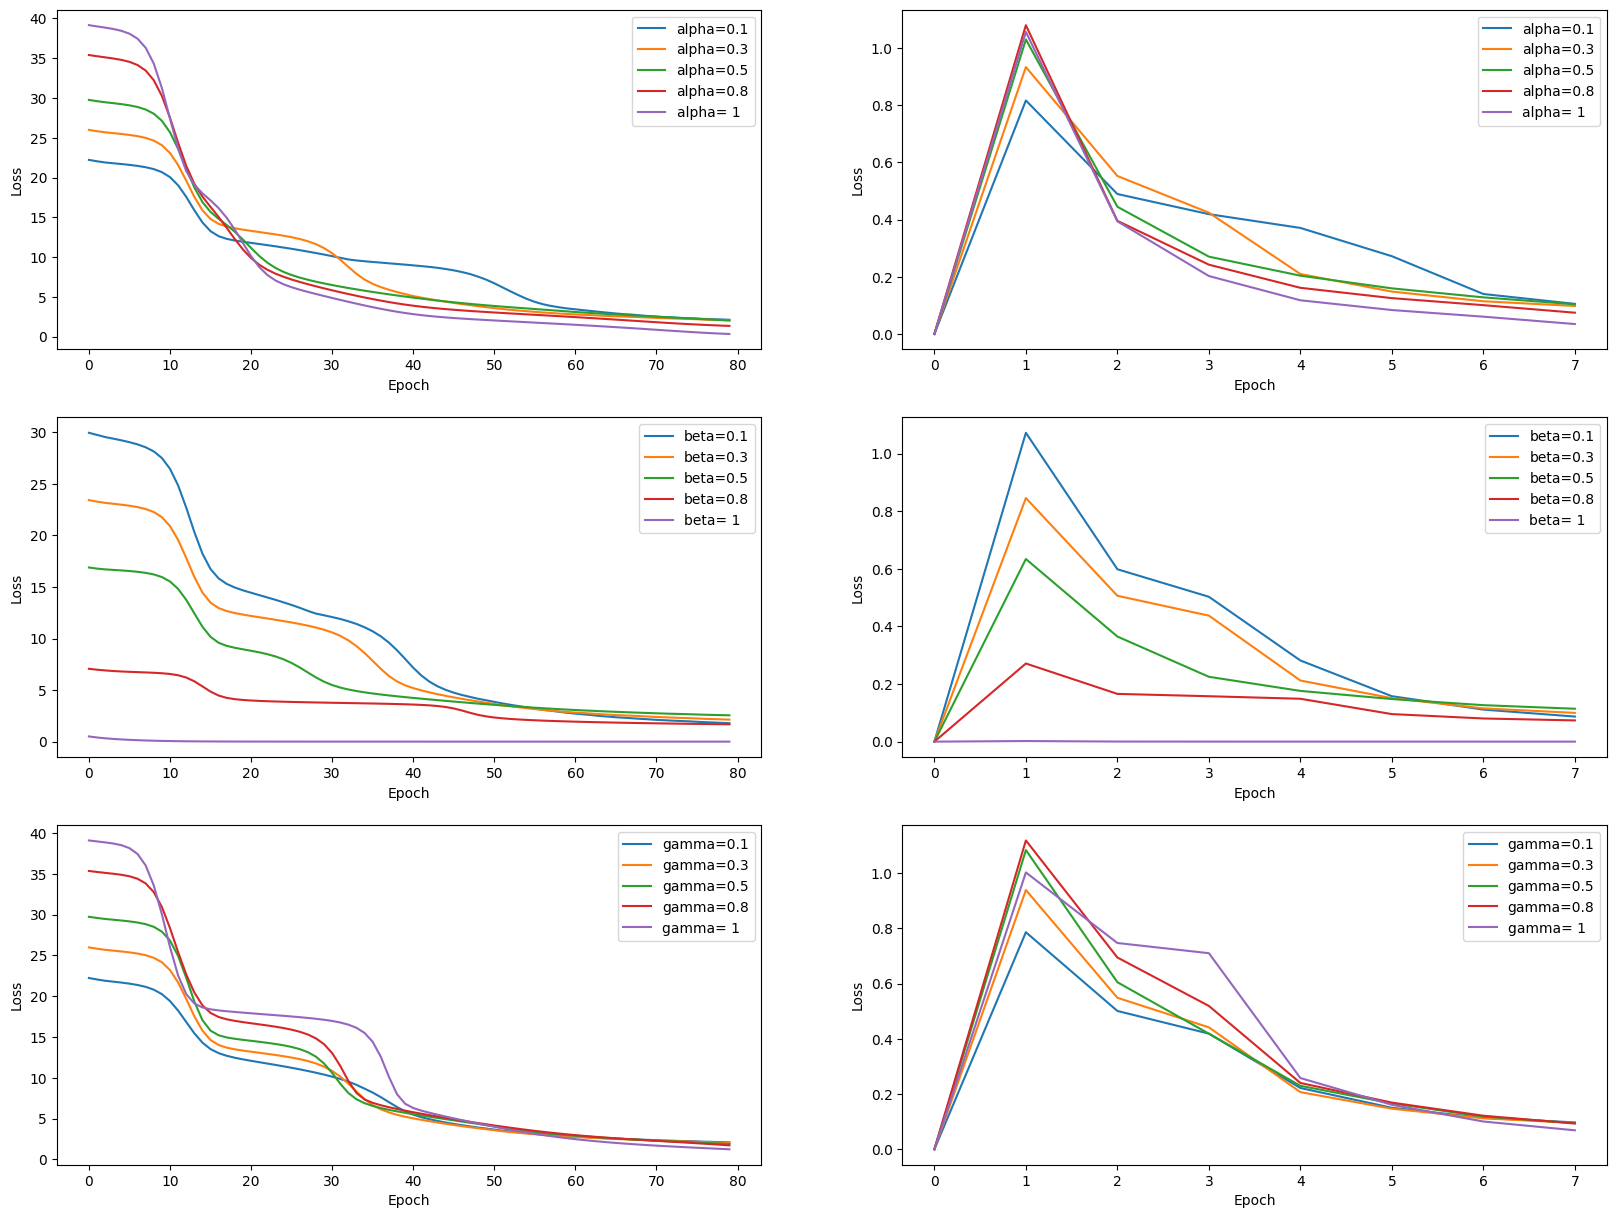 40
35
30
25
20
15
10
5
0
Loss
0 10 20 30 40 50 60 70 80
Epoch
alpha=0.1
alpha=0.3
alpha=0.5
alpha=0.8
alpha= 1
1.0
0.8
0.6
0.4
0.2
0.0
Loss
0 1 2 3 4 5 6 7
Epoch
alpha=0.1
alpha=0.3
alpha=0.5
alpha=0.8
alpha= 1
30
25
20
15
10
5
0
Loss
0 10 20 30 40 50 60 70 80
Epoch
beta=0.1
beta=0.3
beta=0.5
beta=0.8
beta= 1
1.0
0.8
0.6
0.4
0.2
0.0
Loss
0 1 2 3 4 5 6 7
Epoch
beta=0.1
beta=0.3
beta=0.5
beta=0.8
beta= 1
40
35
30
25
20
15
10
5
0
Loss
0 10 20 30 40 50 60 70 80
Epoch
gamma=0.1
gamma=0.3
gamma=0.5
gamma=0.8
gamma= 1
1.0
0.8
0.6
0.4
0.2
0.0
Loss
0 1 2 3 4 5 6 7
Epoch
gamma=0.1
gamma=0.3
gamma=0.5
gamma=0.8
gamma= 1